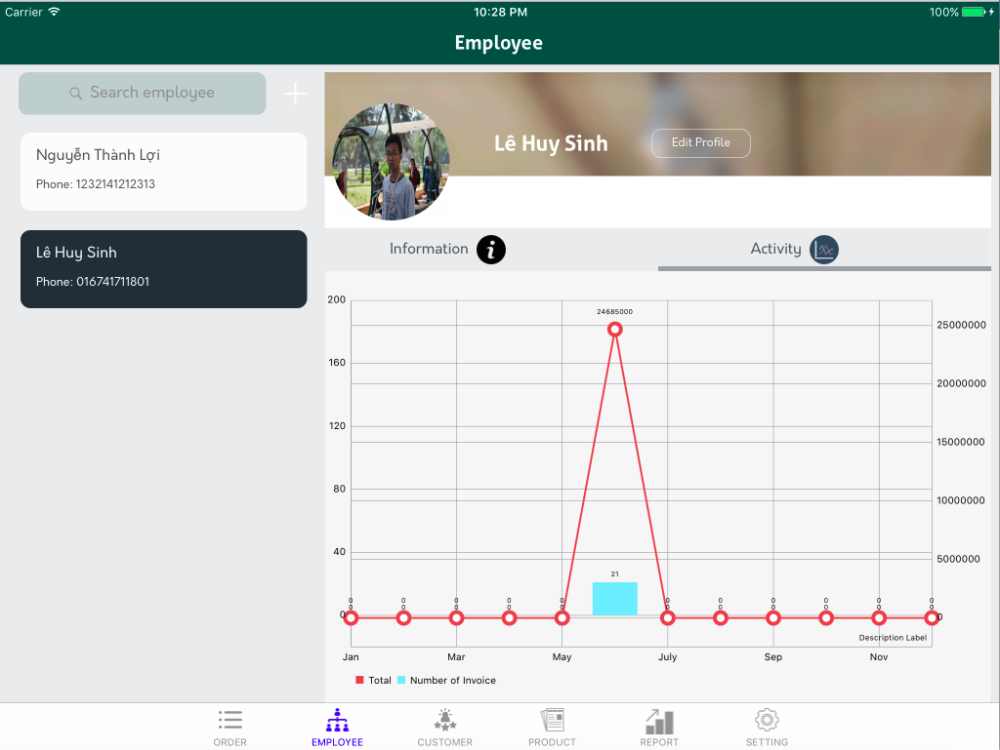 Carrier
10:28 PM
100%
Employee
Search employee
Nguyễn Thành Lợi
Phone: 1232141212313
Lê Huy Sinh
Phone: 016741711801
Lê Huy Sinh
Edit Profile
Information
Activity
200
160
120
80
40
0
24685000
21
0 0 0 0 0 0 0 0 0 0 0
0 0 0 0 0 0 0 0 0 0 0
25000000
20000000
15000000
10000000
5000000
0
Description Label
Jan Mar May July Sep Nov
Total Number of Invoice
ORDER
EMPLOYEE
CUSTOMER
PRODUCT
REPORT
SETTING